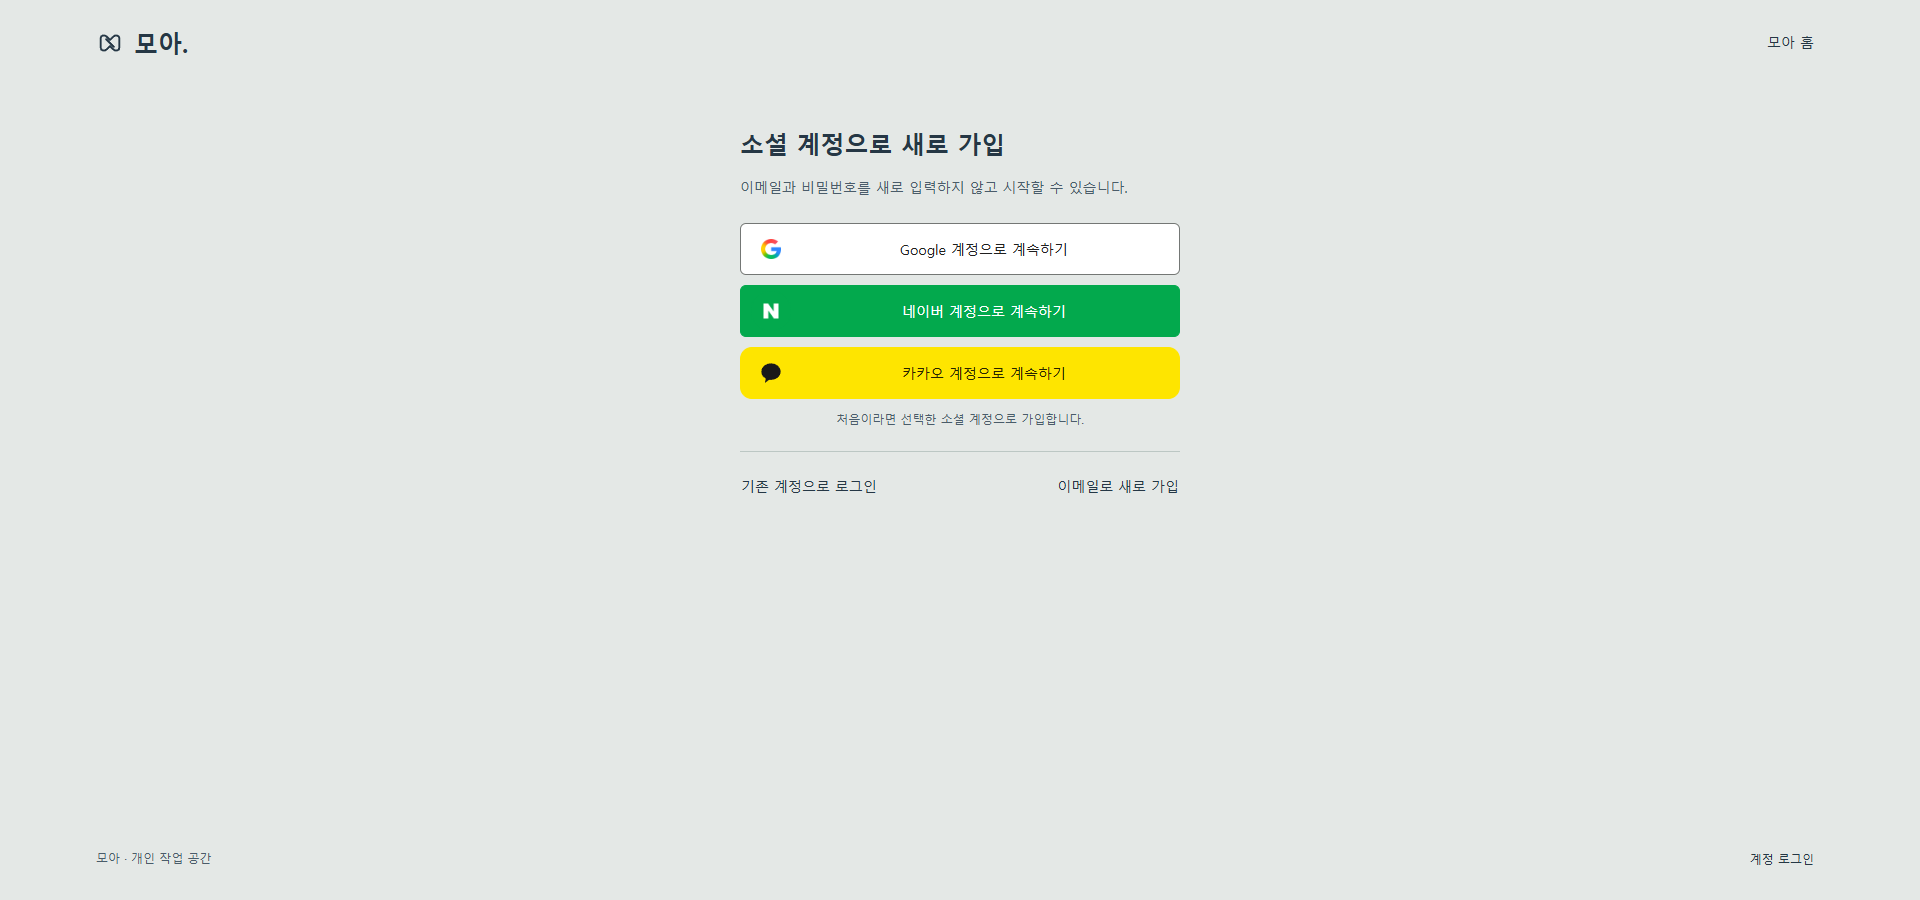 모아.
모아 홈
소셜 계정으로 새로 가입
이메일과 비밀번호를 새로 입력하지 않고 시작할 수 있습니다.
Google 계정으로 계속하기
N 네이버 계정으로 계속하기
카카오 계정으로 계속하기
처음이라면 선택한 소셜 계정으로 가입합니다.
기존 계정으로 로그인
이메일로 새로 가입
모아 · 개인 작업 공간
계정 로그인